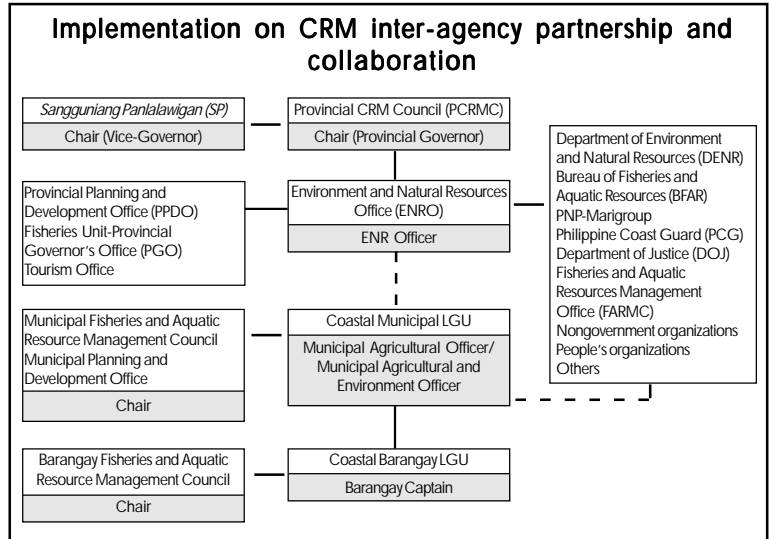 Implementation on CRM inter-agency partnership and
collaboration
Sangguniang Panlalawigan (SP)
Chair (Vice-Governor)
Provincial CRM Council (PCRMC)
Chair (Provincial Governor)
Provincial Planning and
Development Office (PPDO)
Fisheries Unit-Provincial
Governor's Office (PGO)
Tourism Office
Environment and Natural Resources
Office (ENRO)
ENR Officer
Department of Environment
and Natural Resources (DENR)
Bureau of Fisheries and
Aquatic Resources (BFAR)
PNP-Marigroup
Philippine Coast Guard (PCG)
Department of Justice (DOJ)
Fisheries and Aquatic
Resources Management
Office (FARMC)
Nongovernment organizations
People's organizations
Others
Municipal Fisheries and Aquatic
Resource Management Council
Municipal Planning and
Development Office
Chair
Coastal Municipal LGU
Municipal Agricultural Officer/
Municipal Agricultural and
Environment Officer
Barangay Fisheries and Aquatic
Resource Management Council
Chair
Coastal Barangay LGU
Barangay Captain